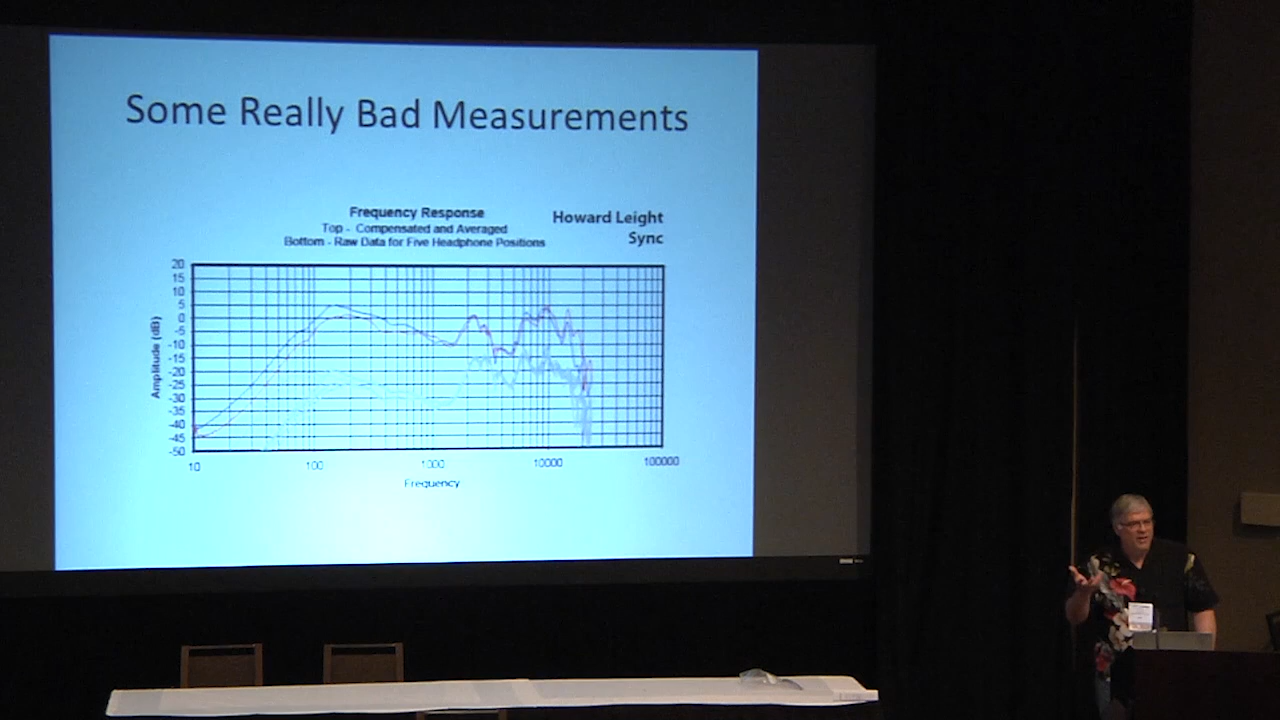 Some Really Bad Measurements
Frequency Response
Top - Compensated and Averaged
Bottom - Raw Data for Five Headphone Positions
Howard Leight
Sync
20
15
10
5
0
-5
-10
-15
-20
-25
-30
-35
-40
-45
-50
Amplitude (dB)
10 100 1000 10000 100000
Frequency